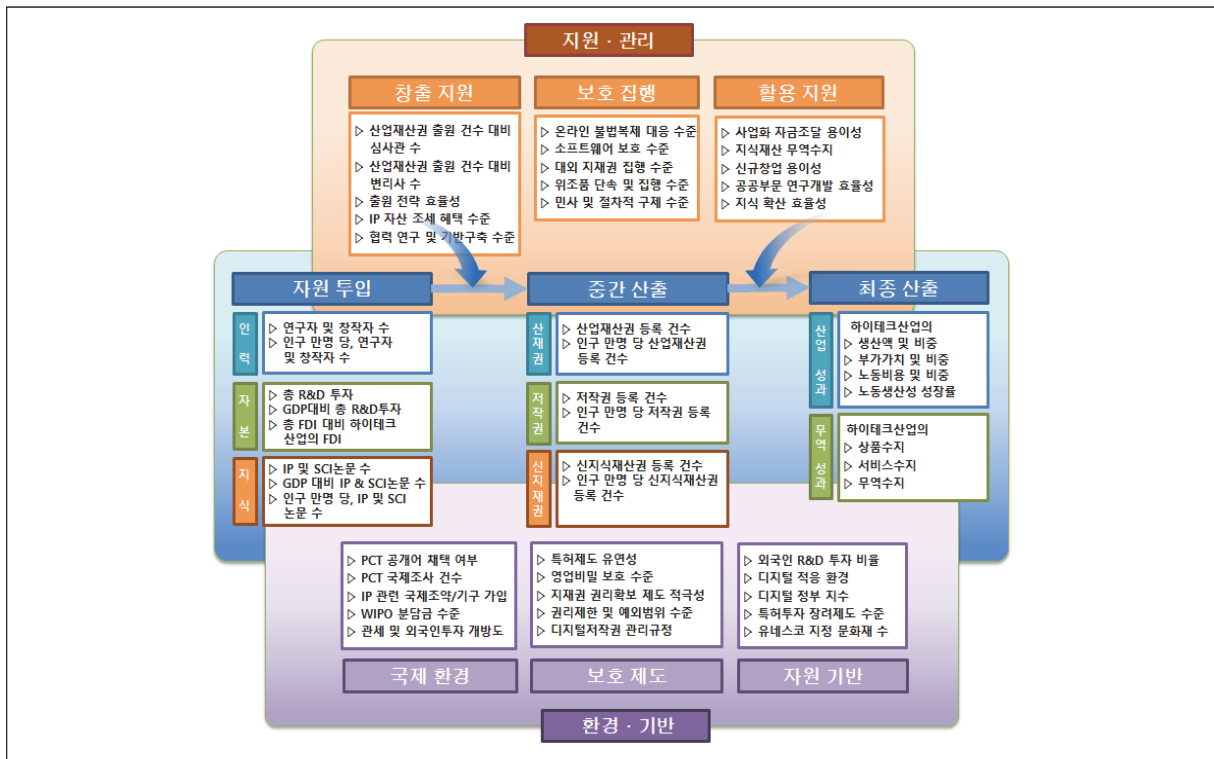 지원 · 관리
창출 지원
▷ 산업재산권 출원 건수 대비
심사관 수
▷ 산업재산권 출원 건수 대비
변리사 수
▷ 출원 전략 효율성
▷ IP 자산 조세 혜택 수준
▷ 협력 연구 및 기반구축 수준
보호 집행
▷ 온라인 불법복제 대응 수준
▷ 소프트웨어 보호 수준
▷ 대외 지재권 집행 수준
▷ 위조품 단속 및 집행 수준
▷ 민사 및 절차적 구제 수준
활용 지원
▷ 사업화 자금조달 용이성
▷ 지식재산 무역수지
▷ 신규창업 용이성
▷ 공공부문 연구개발 효율성
▷ 지식 확산 효율성
자원 투입
인력
▷ 연구자 및 창작자 수
▷ 인구 만명 당, 연구자
및 창작자 수
자본
▷ 총 R&D 투자
▷ GDP대비 총 R&D투자
▷ 총 FDI 대비 하이테크
산업의 FDI
지식
▷ IP 및 SCI논문 수
▷ GDP 대비 IP & SCI논문 수
▷ 인구 만명 당, IP 및 SCI
논문 수
중간 산출
산재권
▷ 산업재산권 등록 건수
▷ 인구 만명 당 산업재산권
등록 건수
저작권
▷ 저작권 등록 건수
▷ 인구 만명 당 저작권 등록
건수
신지재권
▷ 신지식재산권 등록 건수
▷ 인구 만명 당 신지식재산권
등록 건수
최종 산출
산업 성과
하이테크산업의
▷ 생산액 및 비중
▷ 부가가치 및 비중
▷ 노동비용 및 비중
▷ 노동생산성 성장률
무역 성과
하이테크산업의
▷ 상품수지
▷ 서비스수지
▷ 무역수지
▷ PCT 공개어 채택 여부
▷ PCT 국제조사 건수
▷ IP 관련 국제조약/기구 가입
▷ WIPO 분담금 수준
▷ 관세 및 외국인투자 개방도
국제 환경
▷ 특허제도 유연성
▷ 영업비밀 보호 수준
▷ 지재권 권리확보 제도 적극성
▷ 권리제한 및 예외범위 수준
▷ 디지털저작권 관리규정
보호 제도
▷ 외국인 R&D 투자 비율
▷ 디지털 적응 환경
▷ 디지털 정부 지수
▷ 특허투자 장려제도 수준
▷ 유네스코 지정 문화재 수
자원 기반
환경 · 기반